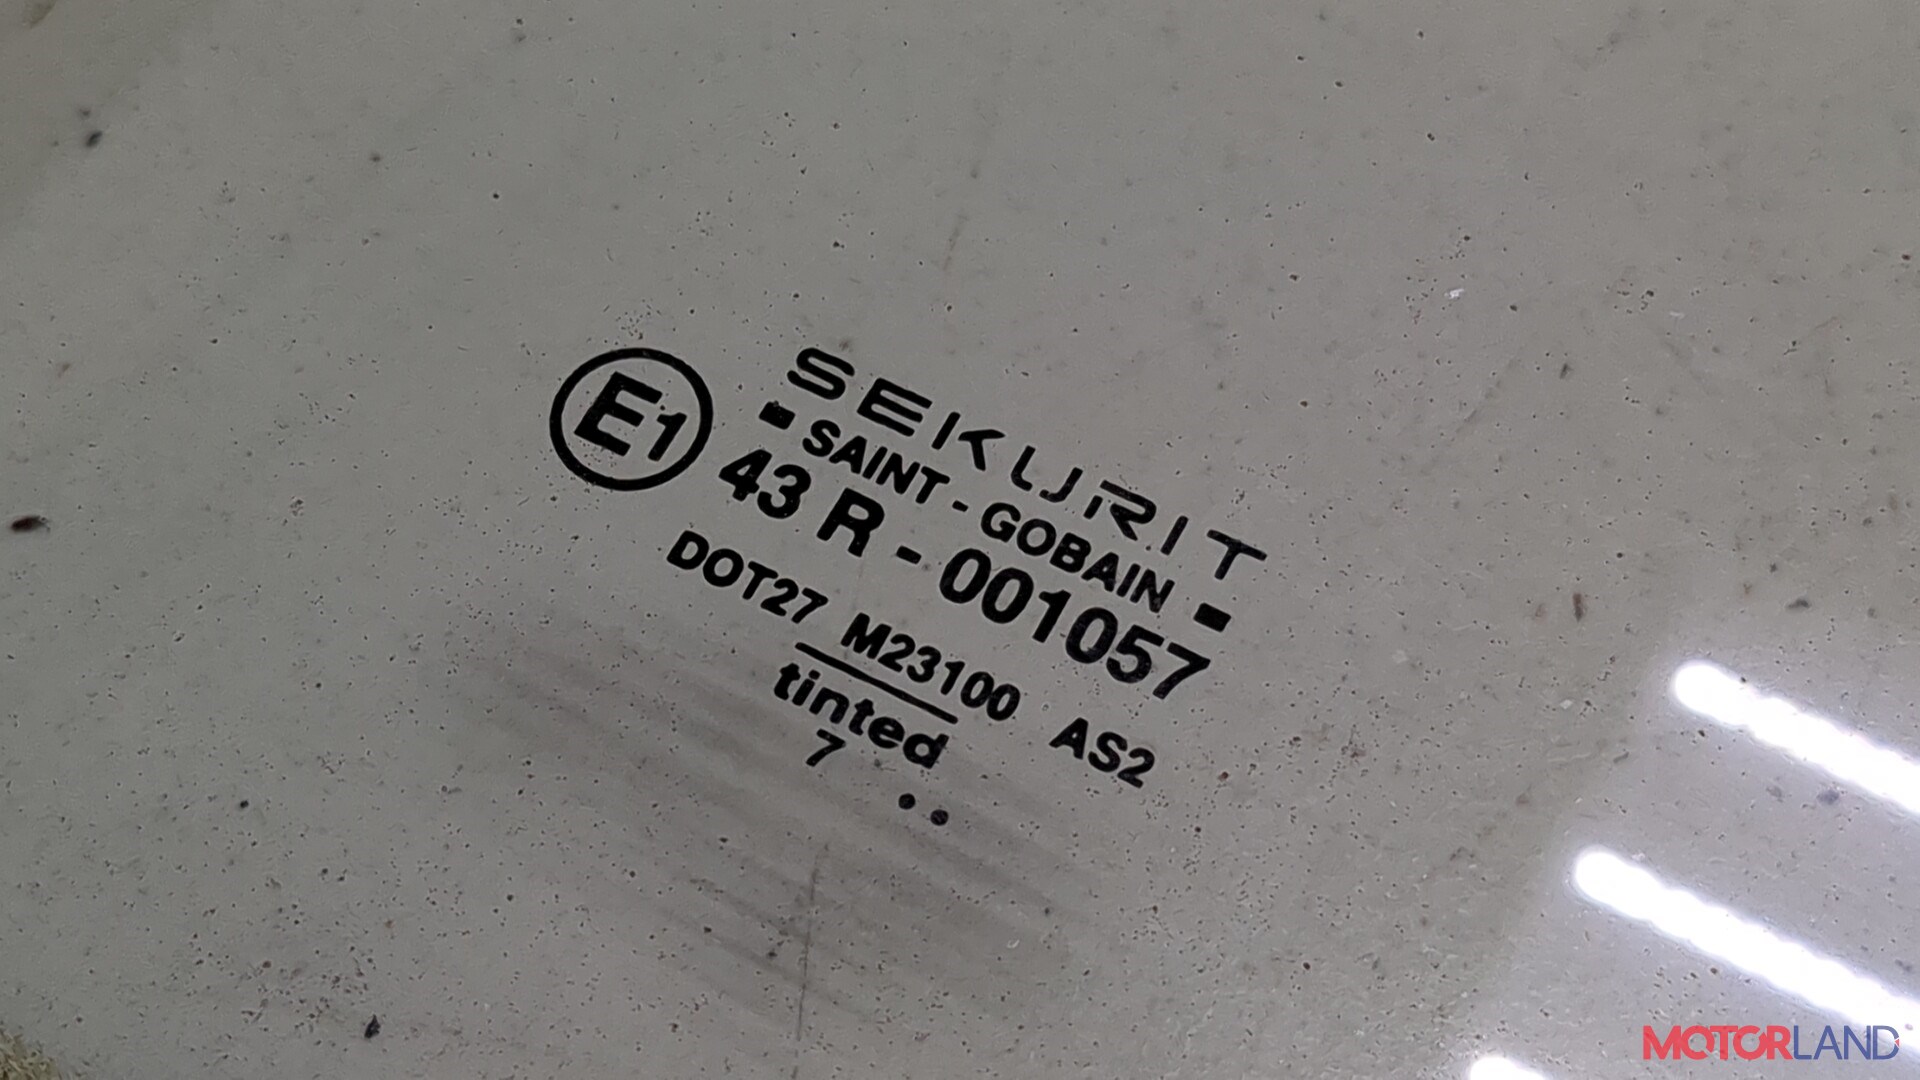 E1
SEKURIT
SAINT - GOBAIN
43 R - 001057
DOT27 M23100 AS2
tinted
7 ..
MOTORLAND